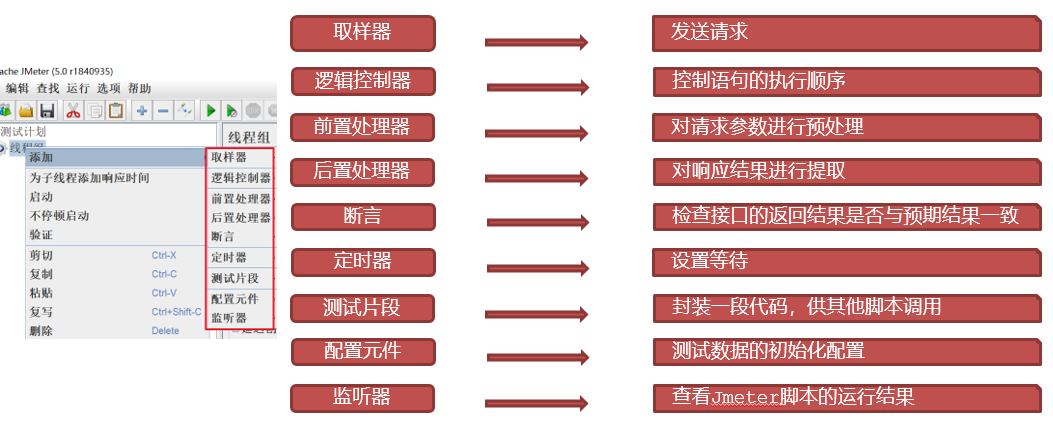 取样器
发送请求
逻辑控制器
控制语句的执行顺序
前置处理器
对请求参数进行预处理
后置处理器
对响应结果进行提取
断言
检查接口的返回结果是否与预期结果一致
定时器
设置等待
测试片段
封装一段代码，供其他脚本调用
配置元件
测试数据的初始化配置
监听器
查看Jmeter脚本的运行结果
ache JMeter (5.0 r1840935)
编辑 查找 运行 选项 帮助
测试计划
线程组
线程组
添加
为子线程添加响应时间
启动
不停顿启动
验证
剪切 Ctrl-X
复制 Ctrl-C
粘贴 Ctrl-V
复写 Ctrl+Shift-C
删除 Delete
取样器
逻辑控制器
前置处理器
后置处理器
断言
定时器
测试片段
配置元件
监听器